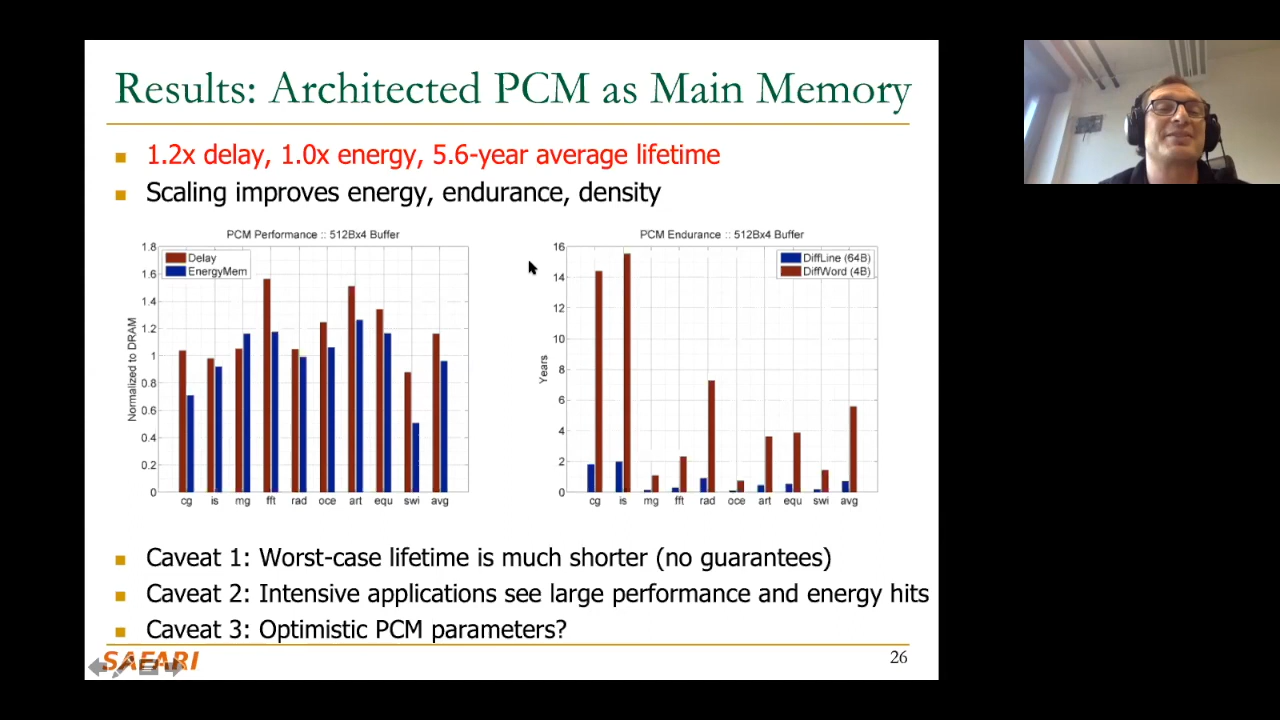 Results: Architected PCM as Main Memory
1.2x delay, 1.0x energy, 5.6-year average lifetime
Scaling improves energy, endurance, density
PCM Performance :: 512Bx4 Buffer
1.8
1.6
1.4
1.2
1
0.8
0.6
0.4
0.2
0
Normalized to DRAM
Delay
EnergyMem
cg is mg fft rad oce art equ swi avg
PCM Endurance :: 512Bx4 Buffer
16
14
12
10
8
6
4
2
0
Years
DiffLine (64B)
DiffWord (4B)
cg is mg fft rad oce art equ swi avg
Caveat 1: Worst-case lifetime is much shorter (no guarantees)
Caveat 2: Intensive applications see large performance and energy hits
Caveat 3: Optimistic PCM parameters?
SAFARI
26